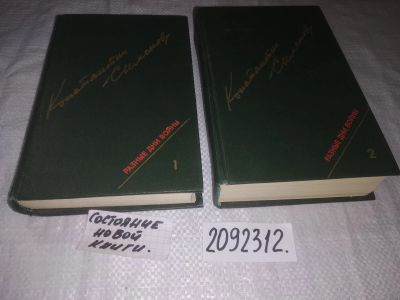 Константин
Симонов
РАЗНЫЕ ДНИ ВОЙНЫ
1
Константин
Симонов
РАЗНЫЕ ДНИ ВОЙНЫ
2
СОСТОЯНИЕ
НОВОЙ
КНИГИ.
2092312.